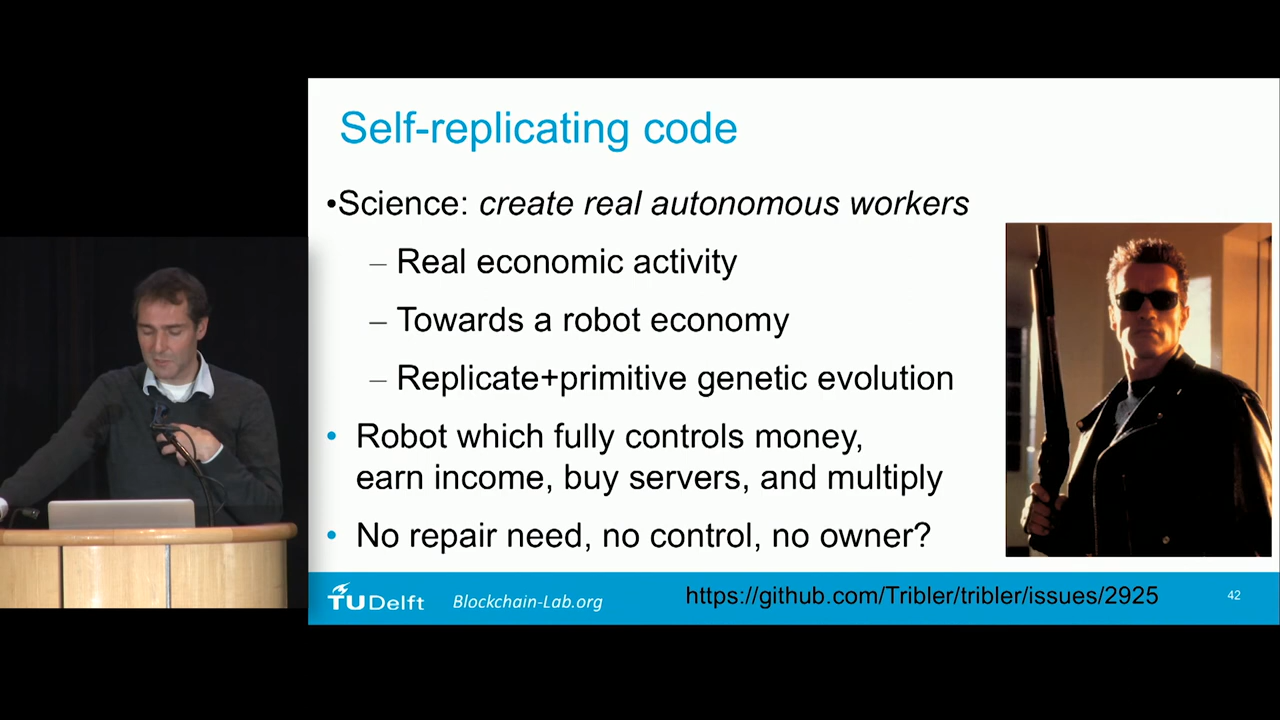 Self-replicating code
•Science: create real autonomous workers
– Real economic activity
– Towards a robot economy
– Replicate+primitive genetic evolution
• Robot which fully controls money,
earn income, buy servers, and multiply
• No repair need, no control, no owner?
TUDelft
Blockchain-Lab.org
https://github.com/Tribler/tribler/issues/2925
42